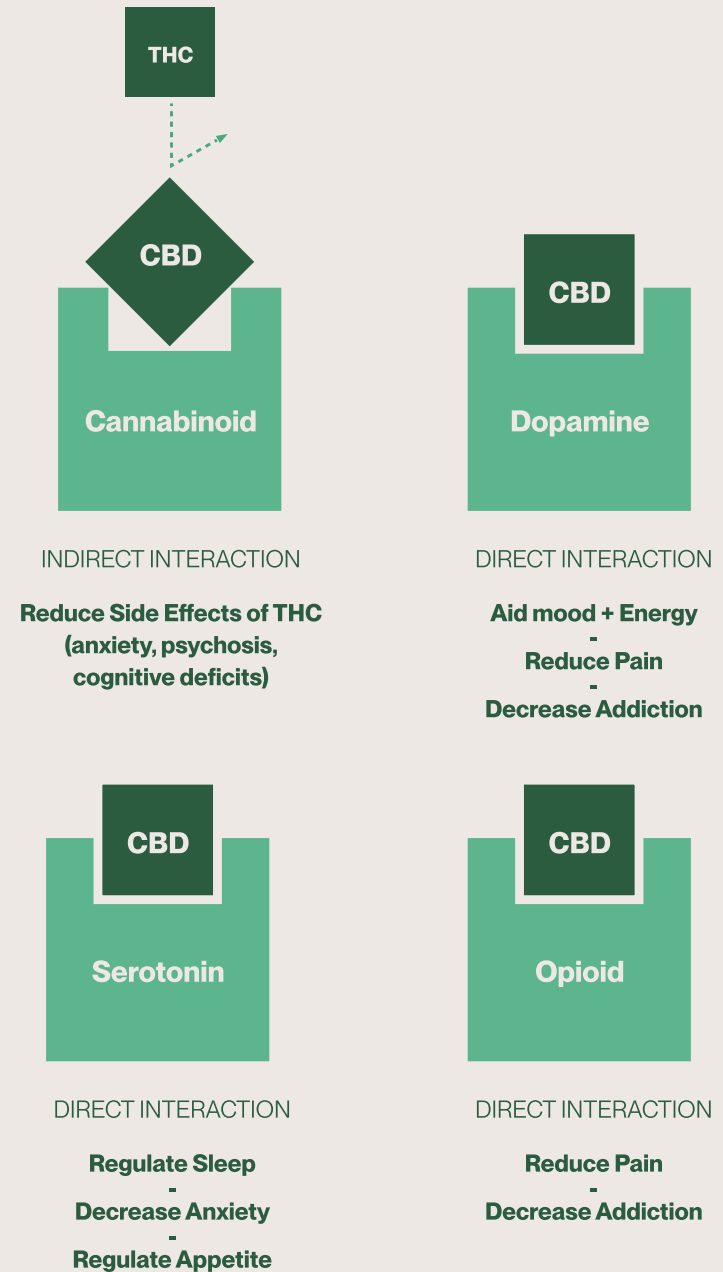 THC
CBD
Cannabinoid
INDIRECT INTERACTION
Reduce Side Effects of THC
(anxiety, psychosis,
cognitive deficits)
CBD
Dopamine
DIRECT INTERACTION
Aid mood + Energy
-
Reduce Pain
-
Decrease Addiction
CBD
Serotonin
DIRECT INTERACTION
Regulate Sleep
-
Decrease Anxiety
-
Regulate Appetite
CBD
Opioid
DIRECT INTERACTION
Reduce Pain
-
Decrease Addiction